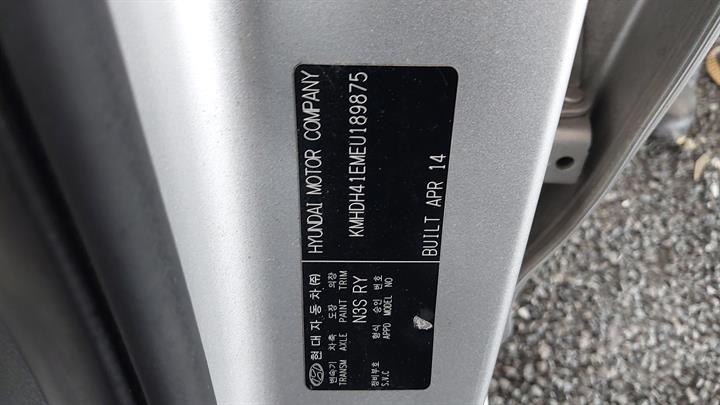 현대자동차(주) HYUNDAI MOTOR COMPANY
변속기 차축 도장 의장
TRANSM AXLE PAINT TRIM
KMHDH41EMEU189875
N3S RY
형식 승인 번호
APPD MODEL NO
정비부호
S.V.C
BUILT APR 14